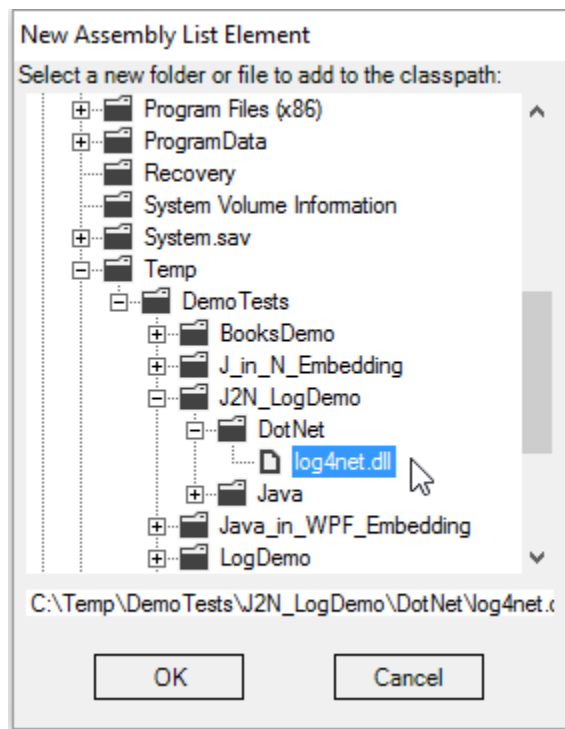 New Assembly List Element
Select a new folder or file to add to the classpath:
Program Files (x86)
ProgramData
Recovery
System Volume Information
System.sav
Temp
DemoTests
BooksDemo
J_in_N_Embedding
J2N_LogDemo
DotNet
log4net.dll
Java
Java_in_WPF_Embedding
LogDemo
C:\Temp\DemoTests\J2N_LogDemo\DotNet\log4net.d
OK Cancel